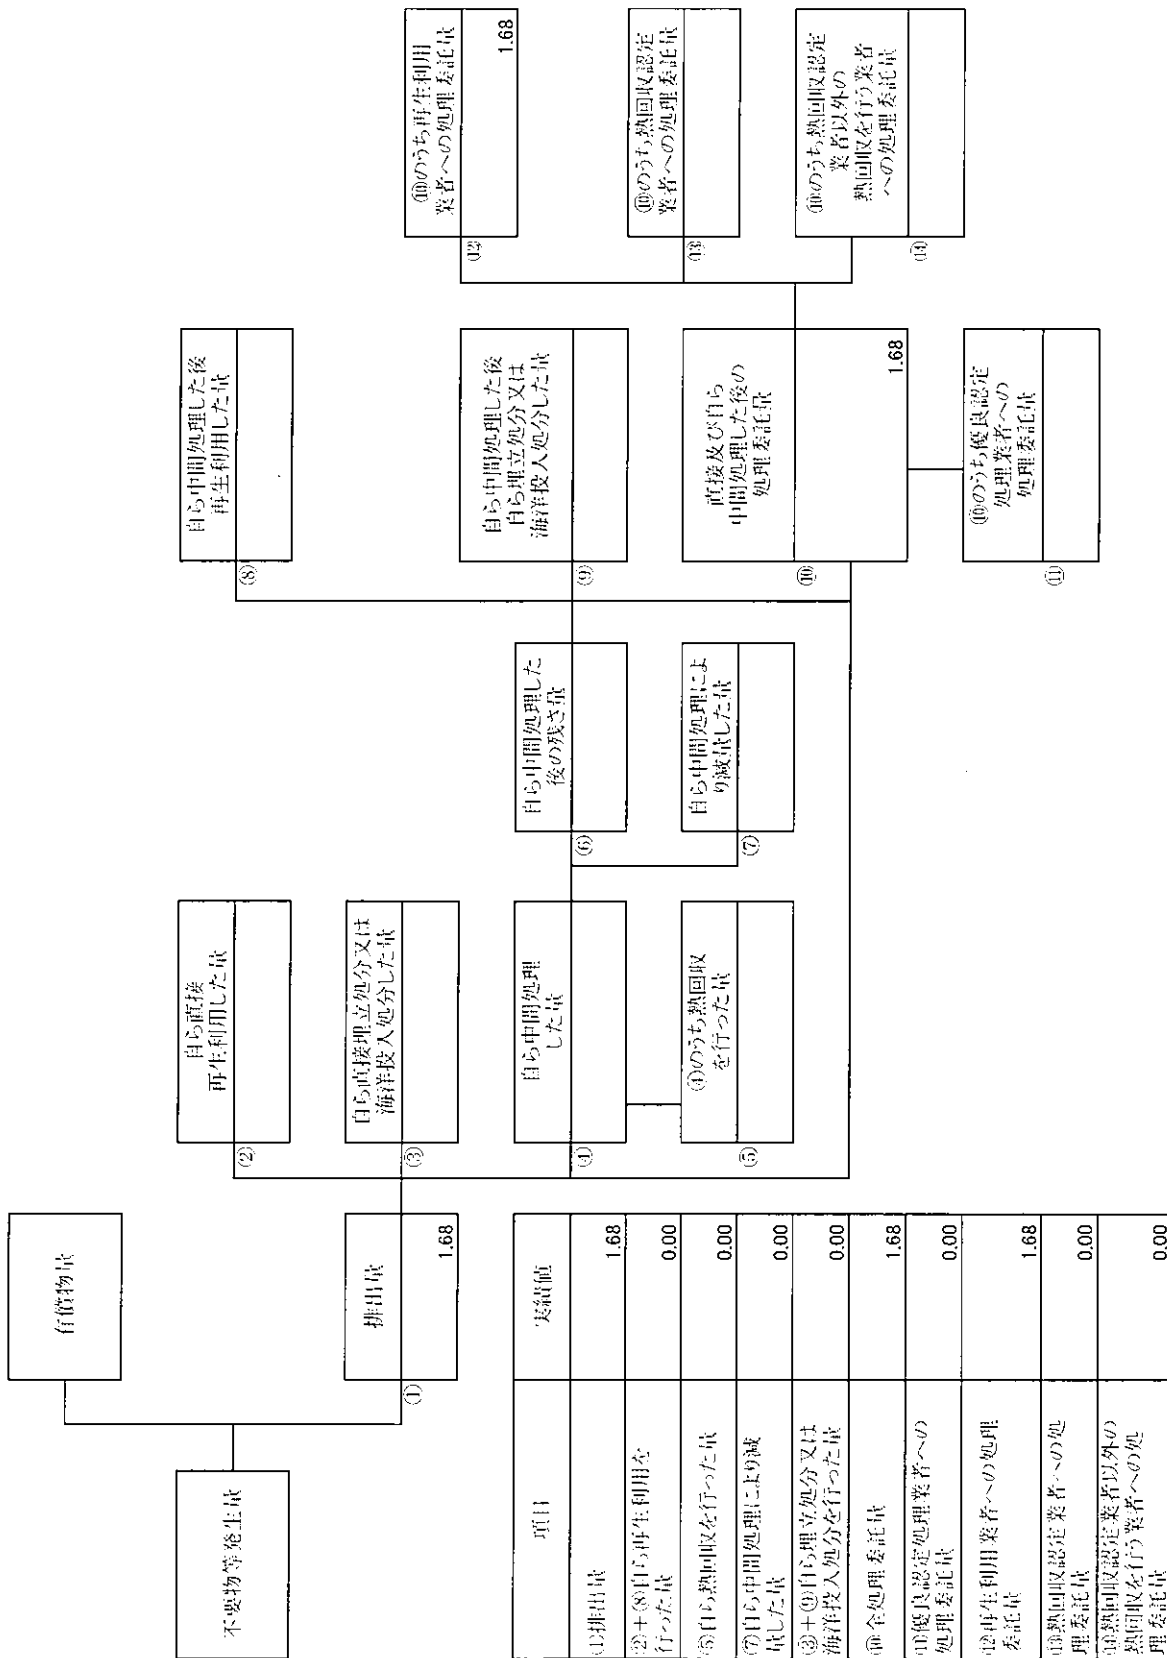 不要物等発生量
有償物量
①
排出量
1.68
②
自ら直接
再生利用した量
③
自ら直接埋立処分又は
海洋投入処分した量
④
自ら中間処理
した量
⑤
④のうち熱回収
を行った量
⑥
自ら中間処理した
後の残さ量
⑦
自ら中間処理によ
り減量した量
⑧
自ら中間処理した後
再生利用した量
⑨
自ら中間処理した後
自ら埋立処分又は
海洋投入処分した量
⑩
直接及び自ら
中間処理した後の
処理委託量
1.68
⑪
⑩のうち優良認定
処理業者への
処理委託量
⑫
⑩のうち再生利用
業者への処理委託量
1.68
⑬
⑩のうち熱回収認定
業者への処理委託量
⑭
⑩のうち熱回収認定
業者以外の
熱回収を行う業者
への処理委託量
項目 実績値
①排出量 1.68
②+⑧自ら再生利用を
行った量 0.00
⑤自ら熱回収を行った量 0.00
⑦自ら中間処理により減
量した量 0.00
③+⑨自ら埋立処分又は
海洋投入処分を行った量 0.00
⑩全処理委託量 1.68
⑪優良認定処理業者への
処理委託量 0.00
⑫再生利用業者への処理
委託量 1.68
⑬熱回収認定業者への処
理委託量 0.00
⑭熱回収認定業者以外の
熱回収を行う業者への処
理委託量 0.00